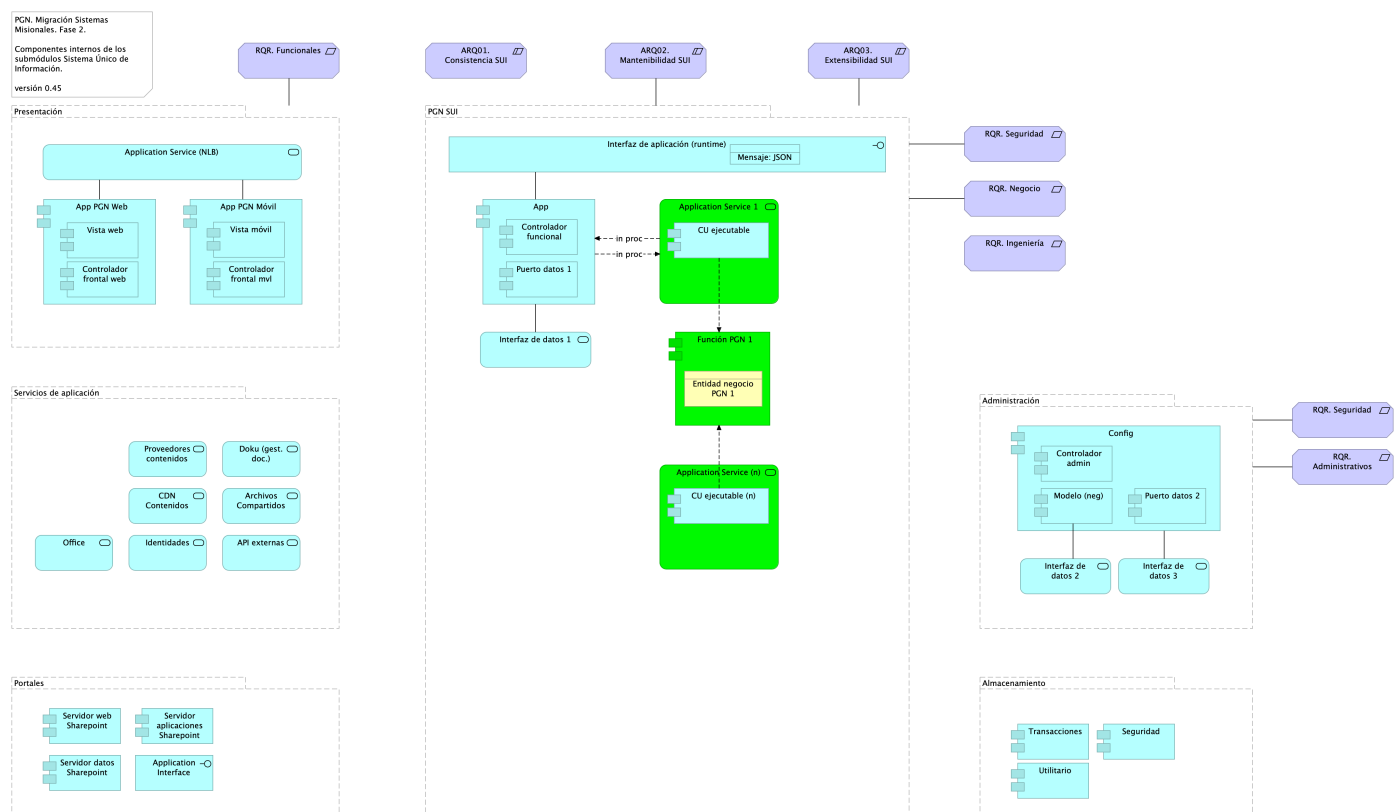 PGN. Migración Sistemas
Misionales. Fase 2.
Componentes internos de los
submódulos Sistema Único de
Información.
versión 0.45
RQR. Funcionales
ARQ01.
Consistencia SUI
ARQ02.
Mantenibilidad SUI
ARQ03.
Extensibilidad SUI
Presentación
Application Service (NLB)
App PGN Web
Vista web
Controlador
frontal web
App PGN Móvil
Vista móvil
Controlador
frontal mvl
PGN SUI
Interfaz de aplicación (runtime)
Mensaje: JSON
App
Controlador
funcional
Puerto datos 1
Interfaz de datos 1
in proc
in proc
Application Service 1
CU ejecutable
Función PGN 1
Entidad negocio
PGN 1
Application Service (n)
CU ejecutable (n)
RQR. Seguridad
RQR. Negocio
RQR. Ingeniería
Servicios de aplicación
Proveedores
contenidos
Doku (gest.
doc.)
CDN
Contenidos
Archivos
Compartidos
Office
Identidades
API externas
Administración
Config
Controlador
admin
Modelo (neg)
Puerto datos 2
Interfaz de
datos 2
Interfaz de
datos 3
RQR. Seguridad
RQR.
Administrativos
Portales
Servidor web
Sharepoint
Servidor
aplicaciones
Sharepoint
Servidor datos
Sharepoint
Application
Interface
Almacenamiento
Transacciones
Seguridad
Utilitario